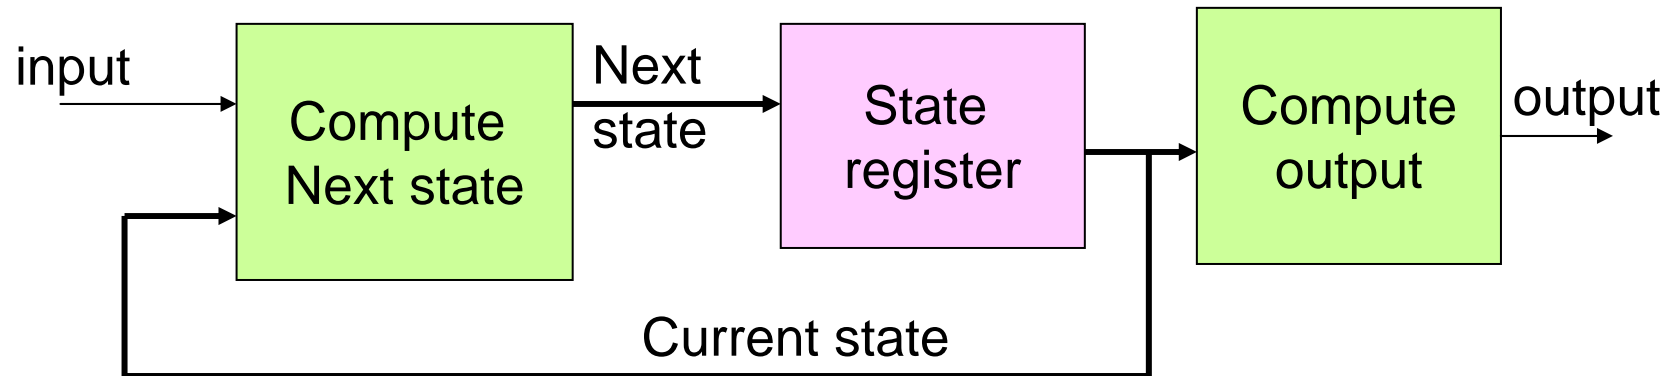 input
Compute
Next state
Next
state
State
register
Compute
output
output
Current state